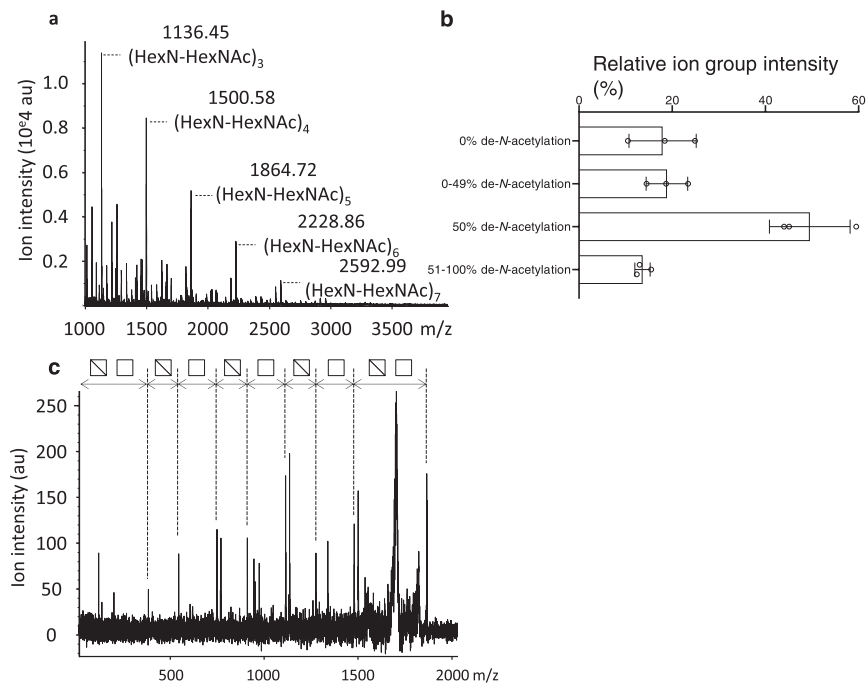 a
1136.45
(HexN-HexNAc)3
1500.58
(HexN-HexNAc)4
1864.72
(HexN-HexNAc)5
2228.86
(HexN-HexNAc)6
2592.99
(HexN-HexNAc)7
Ion intensity (10e4 au)
1.0
0.8
0.6
0.4
0.2
1000 1500 2000 2500 3000 3500 m/z
b
Relative ion group intensity
(%)
0 20 40 60
0% de-N-acetylation
0-49% de-N-acetylation
50% de-N-acetylation
51-100% de-N-acetylation
c
Ion intensity (au)
250
200
150
100
50
0
500 1000 1500 2000 m/z